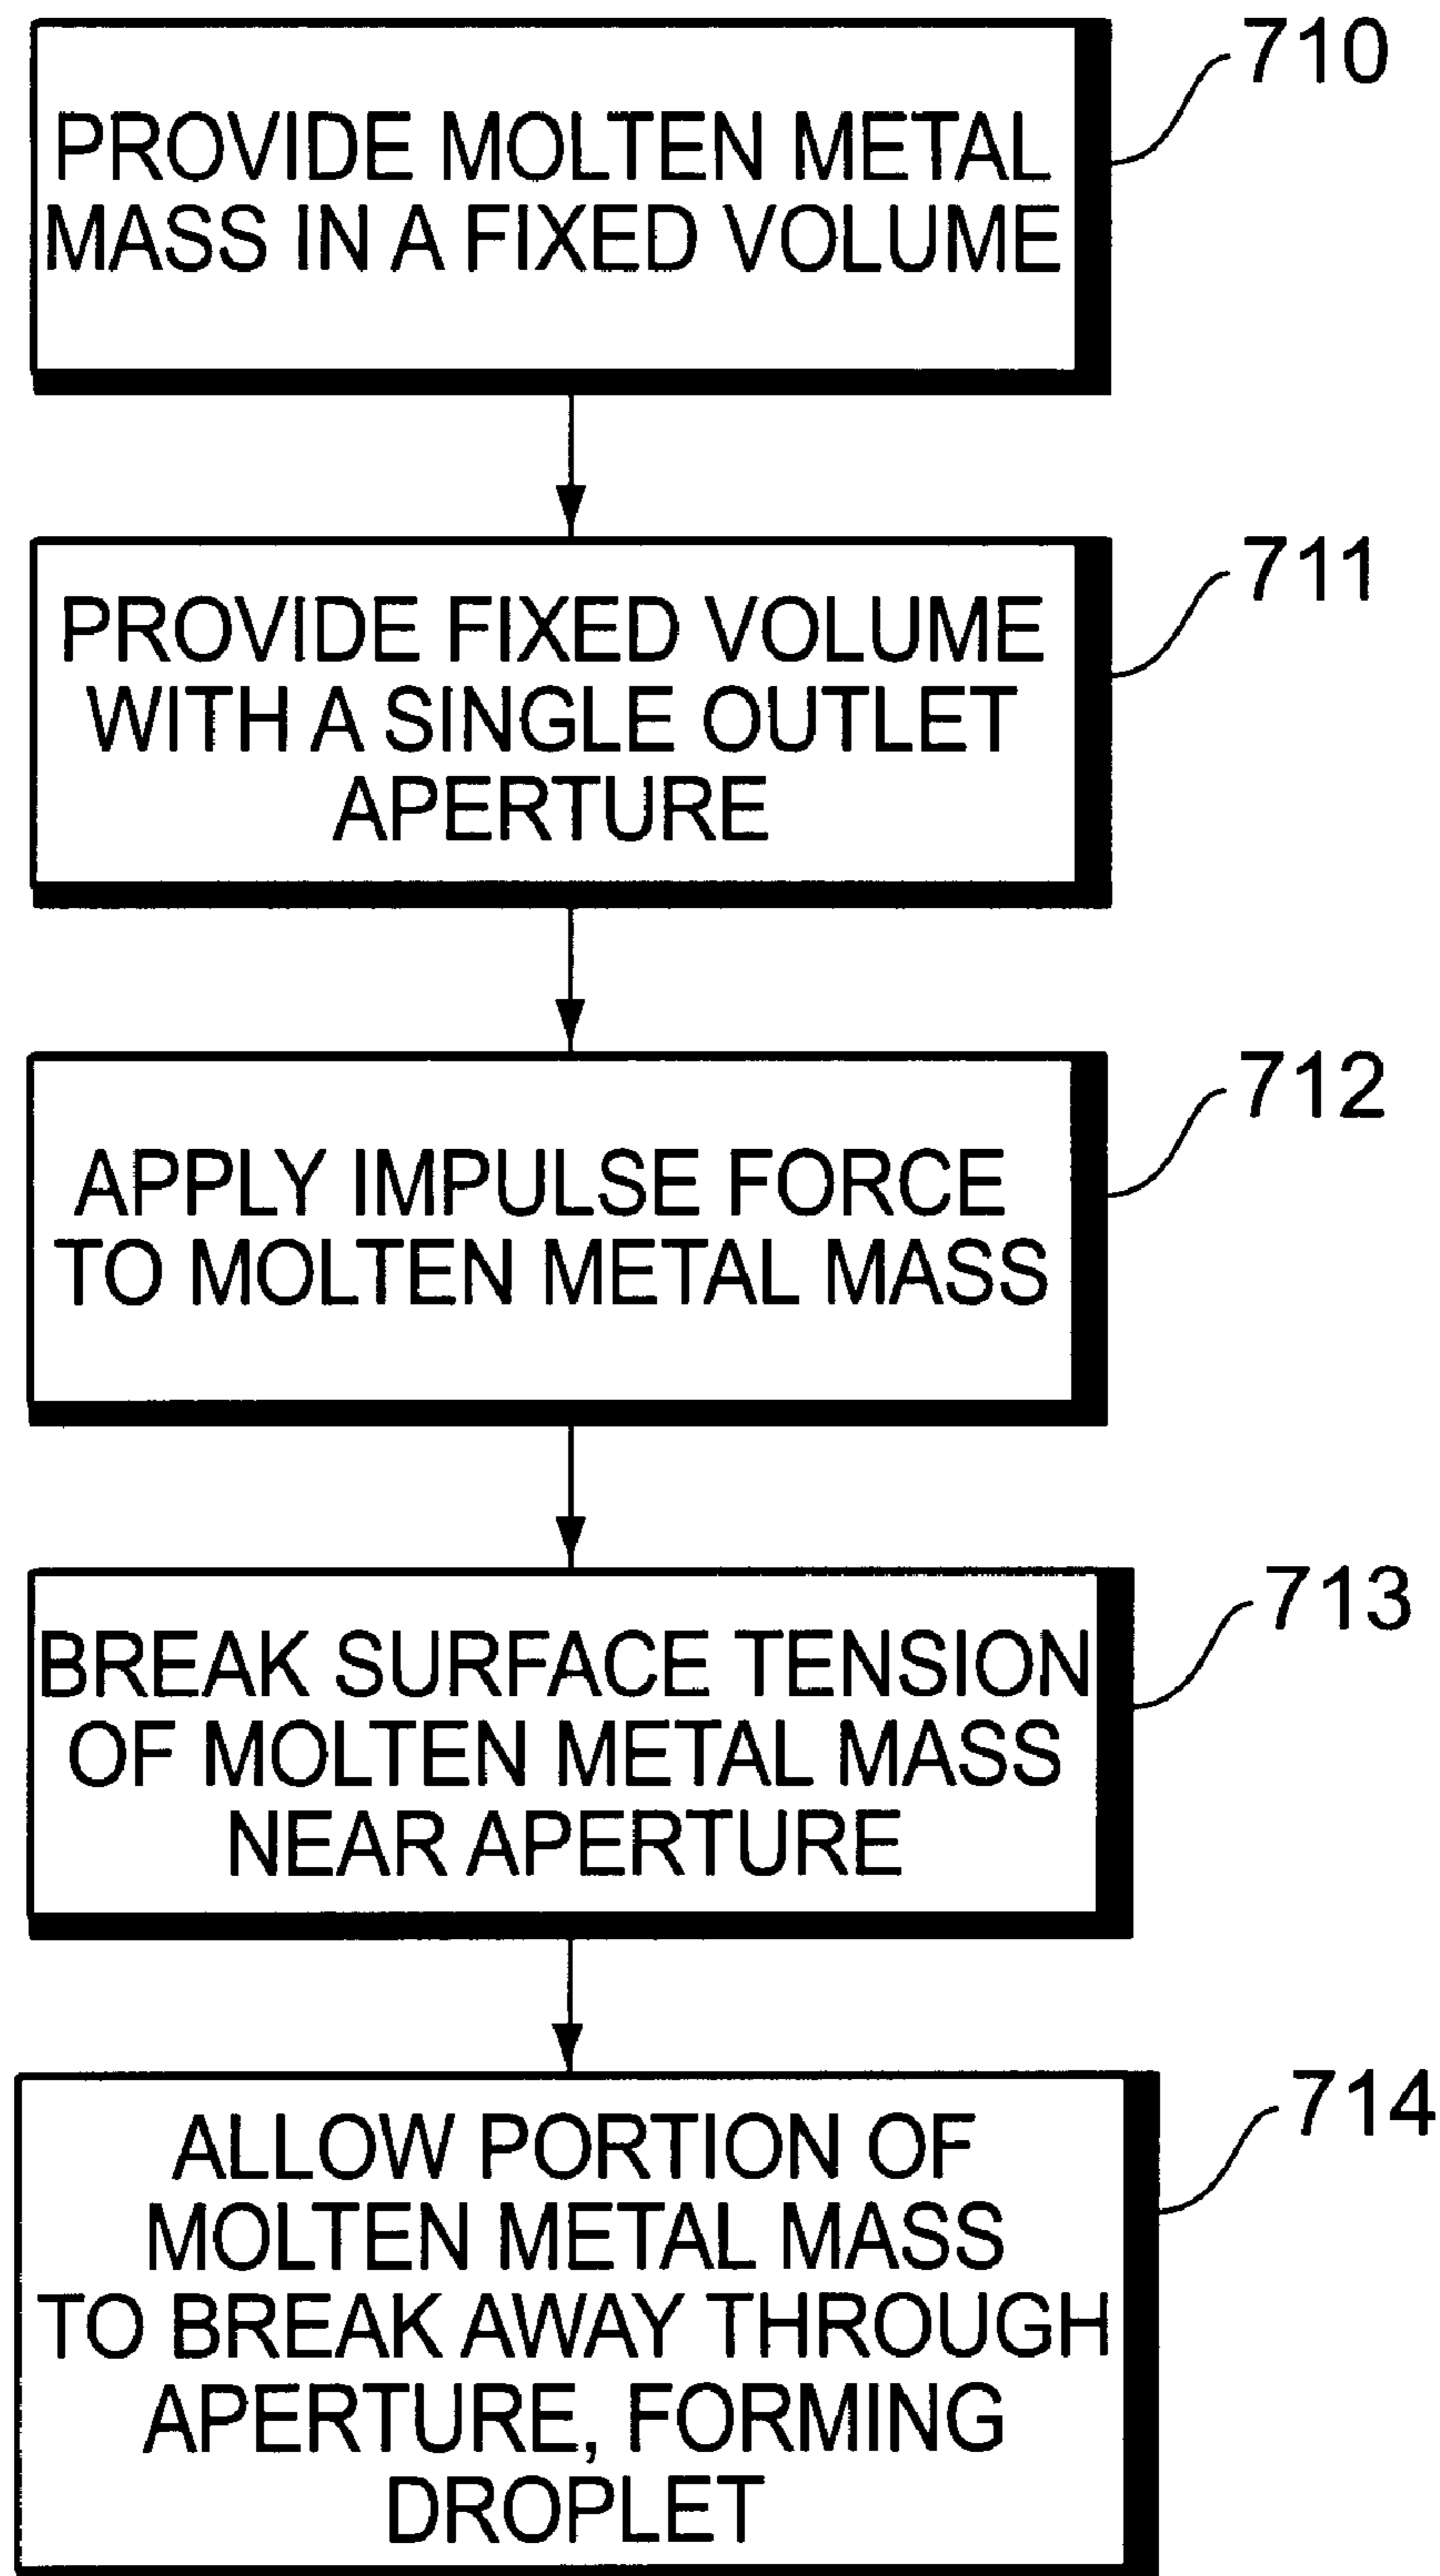 710
PROVIDE MOLTEN METAL
MASS IN A FIXED VOLUME
711
PROVIDE FIXED VOLUME
WITH A SINGLE OUTLET
APERTURE
712
APPLY IMPULSE FORCE
TO MOLTEN METAL MASS
713
BREAK SURFACE TENSION
OF MOLTEN METAL MASS
NEAR APERTURE
714
ALLOW PORTION OF
MOLTEN METAL MASS
TO BREAK AWAY THROUGH
APERTURE, FORMING
DROPLET